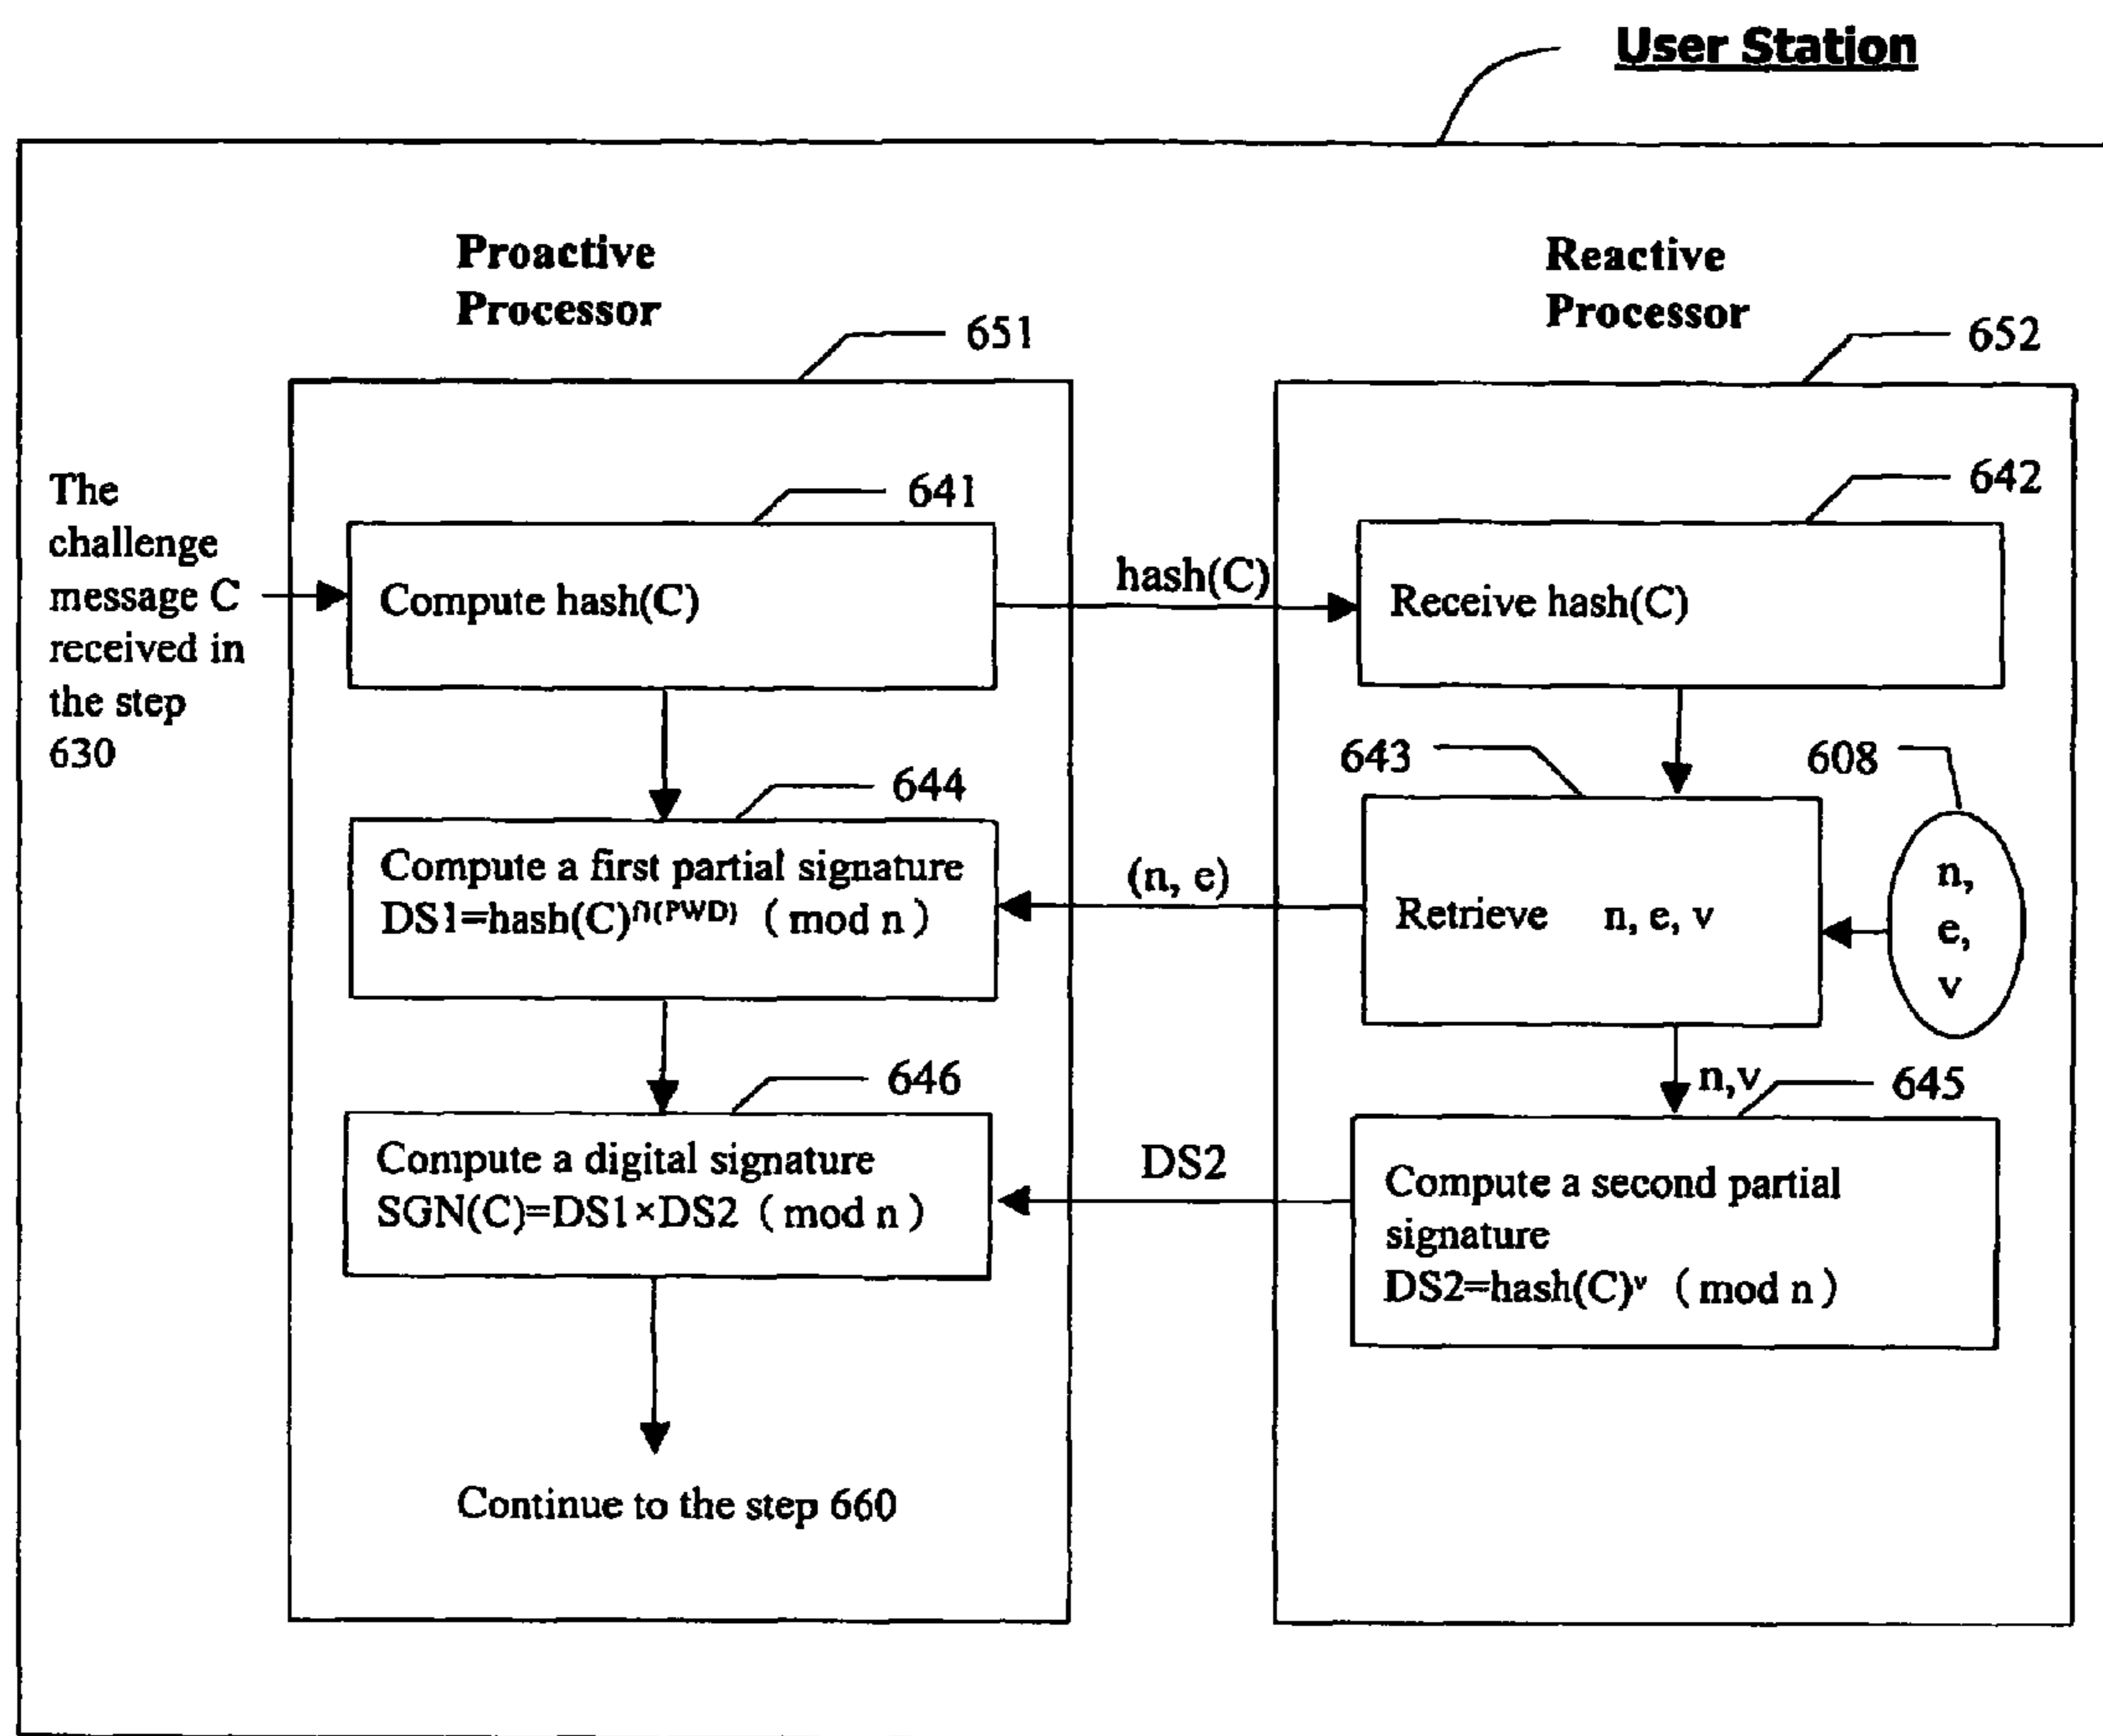 User Station
Proactive
Processor
651
Reactive
Processor
652
The
challenge
message C
received in
the step
630
641
Compute hash(C)
hash(C)
642
Receive hash(C)
644
Compute a first partial signature
DS1=hash(C)^∩(PWD) ( mod n )
(n, e)
643
Retrieve n, e, v
608
n,
e,
v
n,v
646
Compute a digital signature
SGN(C)=DS1×DS2 ( mod n )
DS2
645
Compute a second partial
signature
DS2=hash(C)^v ( mod n )
Continue to the step 660